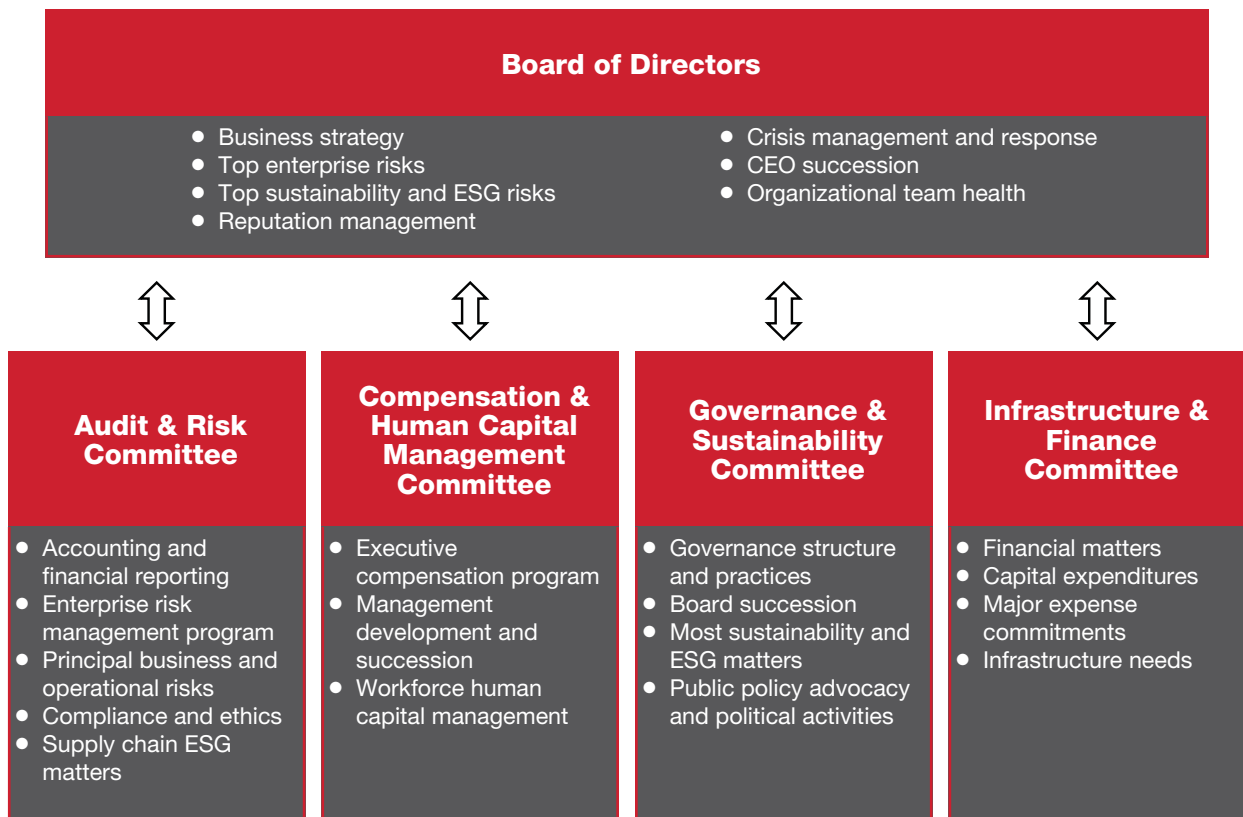 Board of Directors
● Business strategy
● Top enterprise risks
● Top sustainability and ESG risks
● Reputation management
● Crisis management and response
● CEO succession
● Organizational team health
Audit & Risk
Committee
● Accounting and
financial reporting
● Enterprise risk
management program
● Principal business and
operational risks
● Compliance and ethics
● Supply chain ESG
matters
Compensation &
Human Capital
Management
Committee
● Executive
compensation program
● Management
development and
succession
● Workforce human
capital management
Governance &
Sustainability
Committee
● Governance structure
and practices
● Board succession
● Most sustainability and
ESG matters
● Public policy advocacy
and political activities
Infrastructure &
Finance
Committee
● Financial matters
● Capital expenditures
● Major expense
commitments
● Infrastructure needs